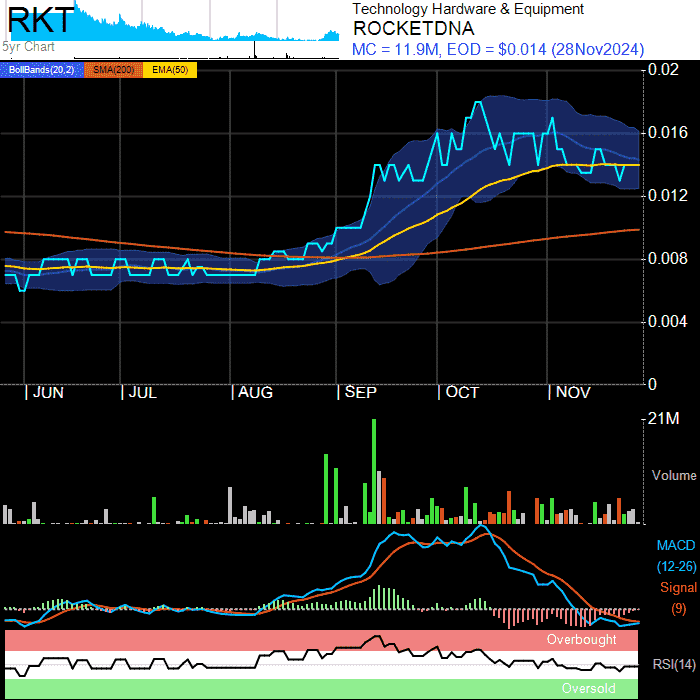 RKT
5yr Chart
Technology Hardware & Equipment
ROCKETDNA
MC = 11.9M, EOD = $0.014 (28Nov2024)
BollBands(20,2) SMA(200) EMA(50)
0.02
0.016
0.012
0.008
0.004
0
JUN JUL AUG SEP OCT NOV
21M
Volume
MACD
(12-26)
Signal
(9)
Overbought
RSI(14)
Oversold